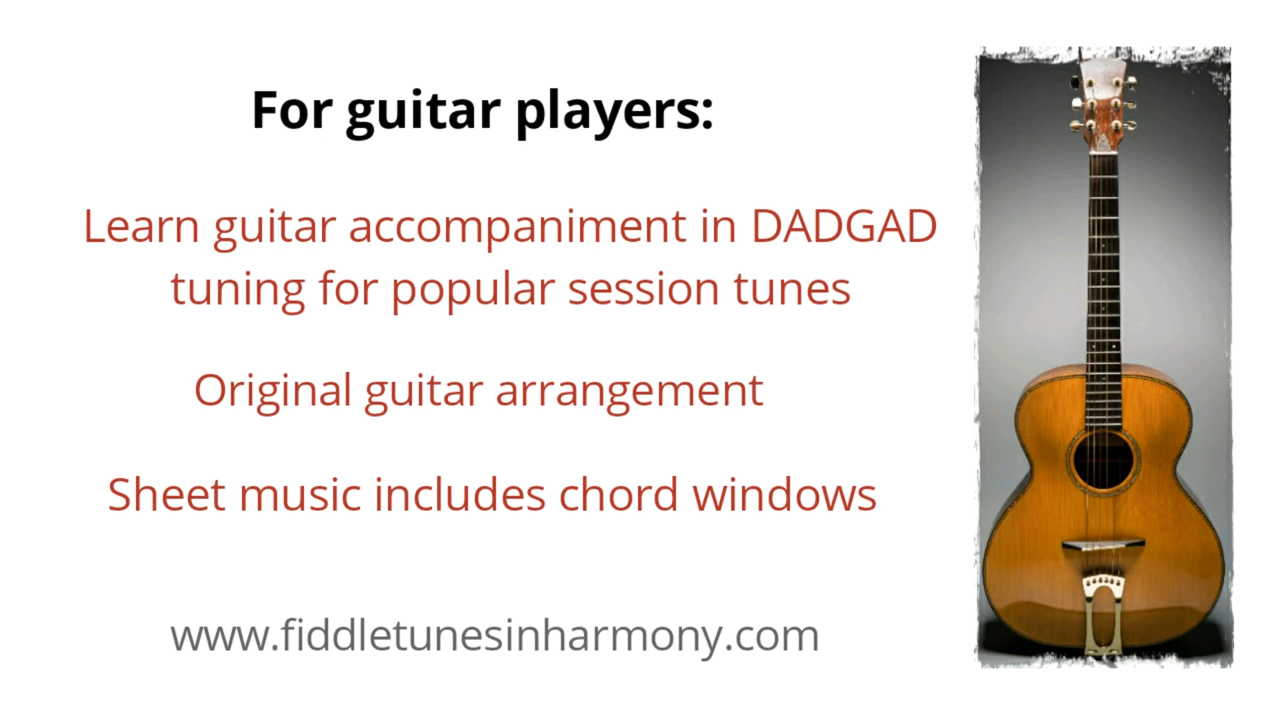 For guitar players:
Learn guitar accompaniment in DADGAD
tuning for popular session tunes
Original guitar arrangement
Sheet music includes chord windows
www.fiddletunesinharmony.com